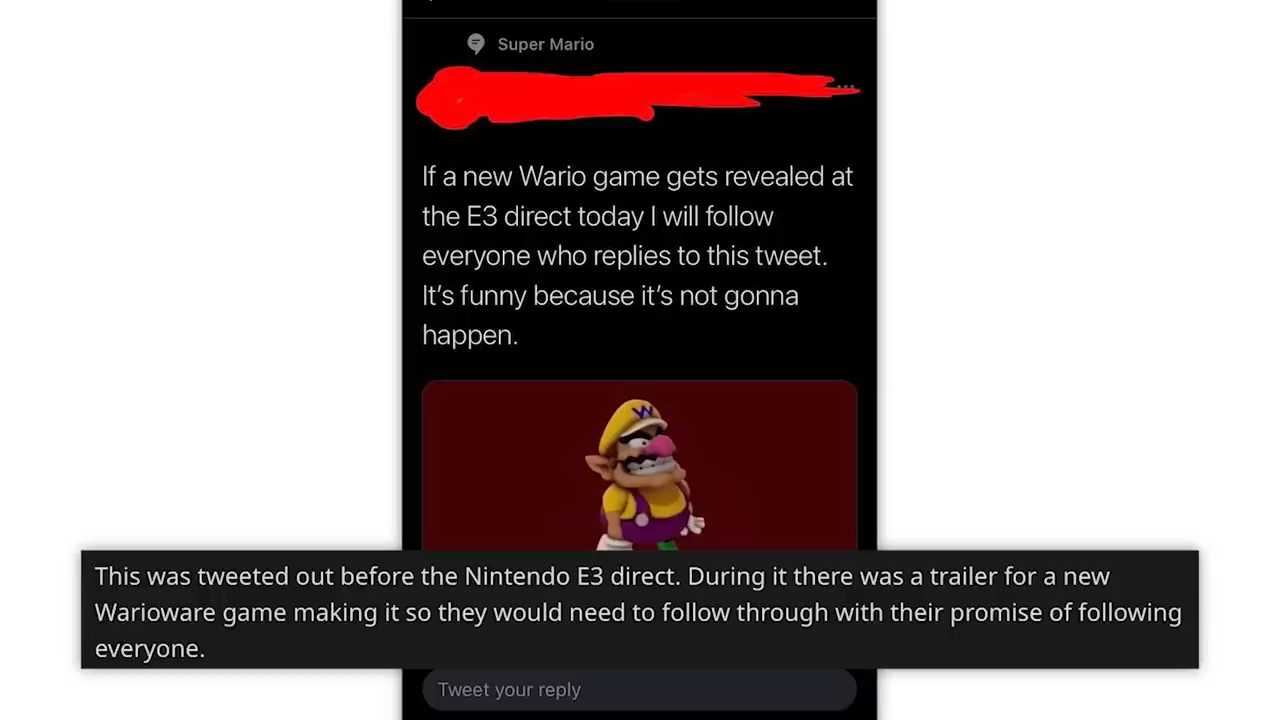 Super Mario
If a new Wario game gets revealed at
the E3 direct today I will follow
everyone who replies to this tweet.
It’s funny because it’s not gonna
happen.
W
This was tweeted out before the Nintendo E3 direct. During it there was a trailer for a new
Warioware game making it so they would need to follow through with their promise of following
everyone.
Tweet your reply